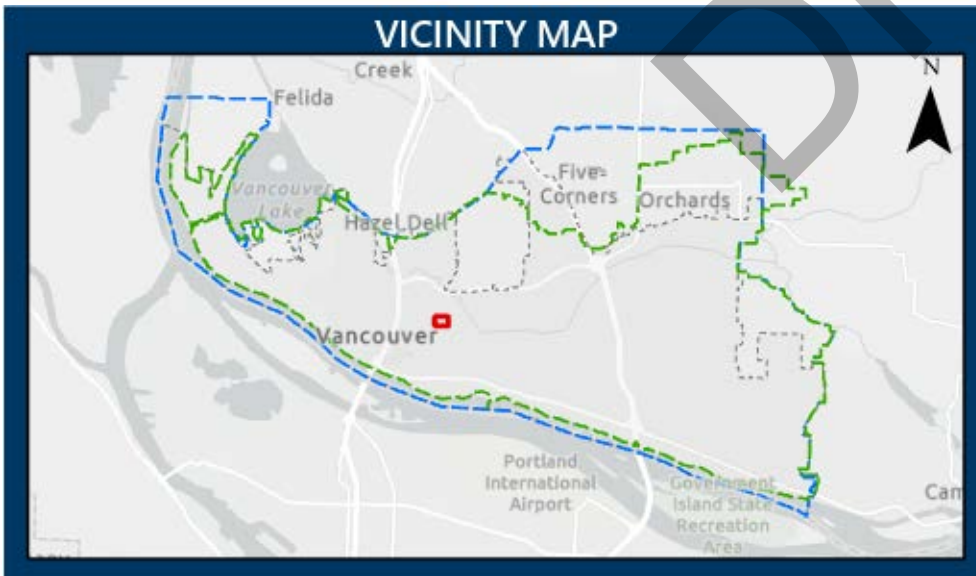 VICINITY MAP
Creek
N
Felida
Five-
Corners
Orchards
Vancouver
Lake
Hazel Dell
Vancouver
Portland
International
Airport
Government
Island State
Recreation
Area
Cam